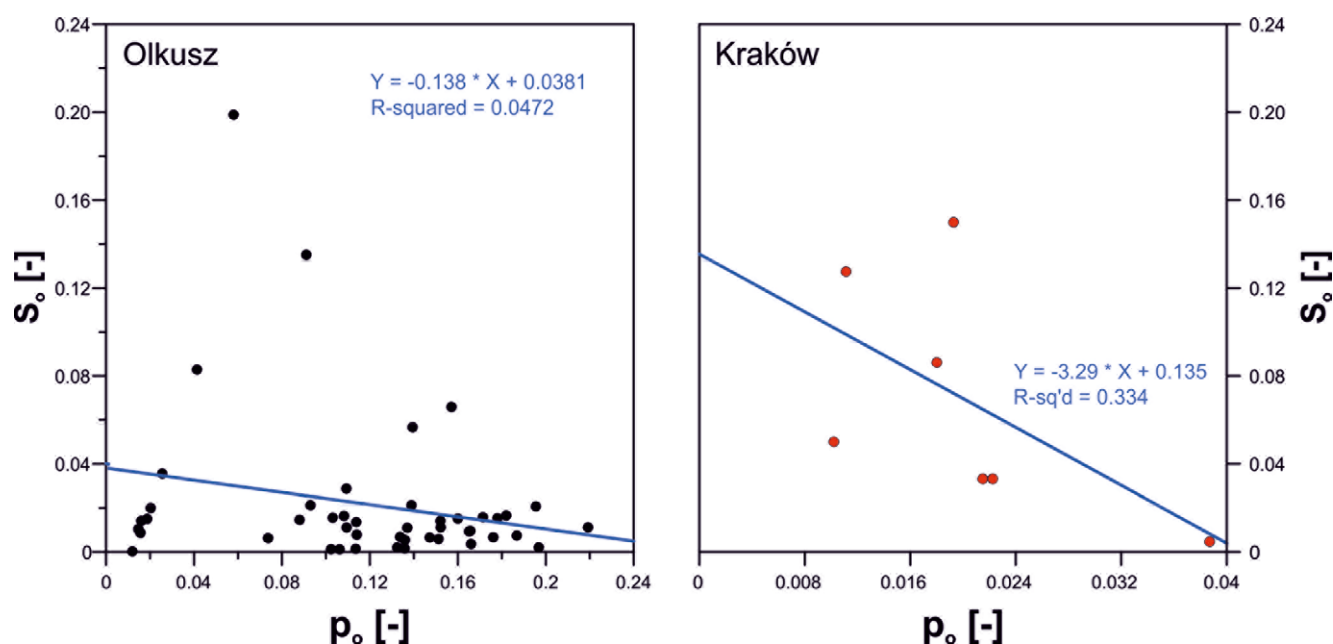 Olkusz
Y = -0.138 * X + 0.0381
R-squared = 0.0472
0.24
0.20
0.16
0.12
0.08
0.04
0
Sₒ [-]
0
0.04
0.08
0.12
0.16
0.2
0.24
pₒ [-]
Kraków
Y = -3.29 * X + 0.135
R-sq'd = 0.334
0.24
0.20
0.16
0.12
0.08
0.04
0
Sₒ [-]
0
0.008
0.016
0.024
0.032
0.04
pₒ [-]